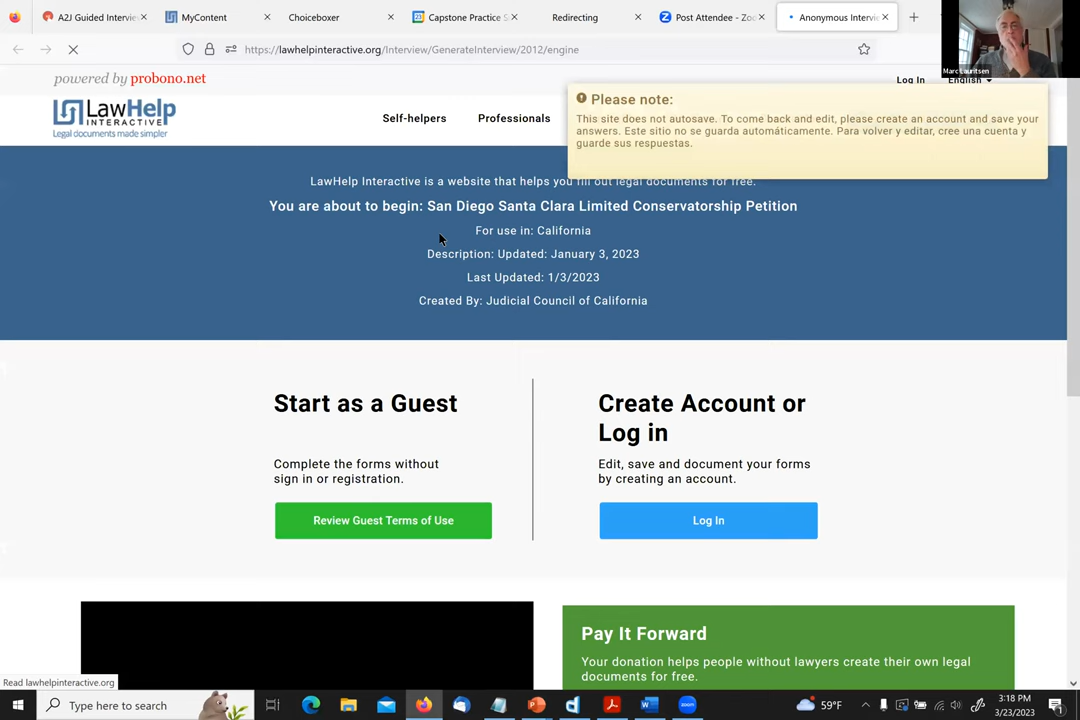 A2J Guided Intervie
MyContent
Choiceboxer
Capstone Practice S
Redirecting
Post Attendee - Zoo
Anonymous Intervie
https://lawhelpinteractive.org/Interview/GenerateInterview/2012/engine
Marc Lauritsen
powered by probono.net
Log In
English
LawHelp
INTERACTIVE
Legal documents made simpler
Self-helpers
Professionals
Please note:
This site does not autosave. To come back and edit, please create an account and save your
answers. Este sitio no se guarda automáticamente. Para volver y editar, cree una cuenta y
guarde sus respuestas.
LawHelp Interactive is a website that helps you fill out legal documents for free.
You are about to begin: San Diego Santa Clara Limited Conservatorship Petition
For use in: California
Description: Updated: January 3, 2023
Last Updated: 1/3/2023
Created By: Judicial Council of California
Start as a Guest
Complete the forms without
sign in or registration.
Review Guest Terms of Use
Create Account or
Log in
Edit, save and document your forms
by creating an account.
Log In
Pay It Forward
Your donation helps people without lawyers create their own legal
documents for free.
Read lawhelpinteractive.org
Type here to search
59°F
3:18 PM
3/23/2023